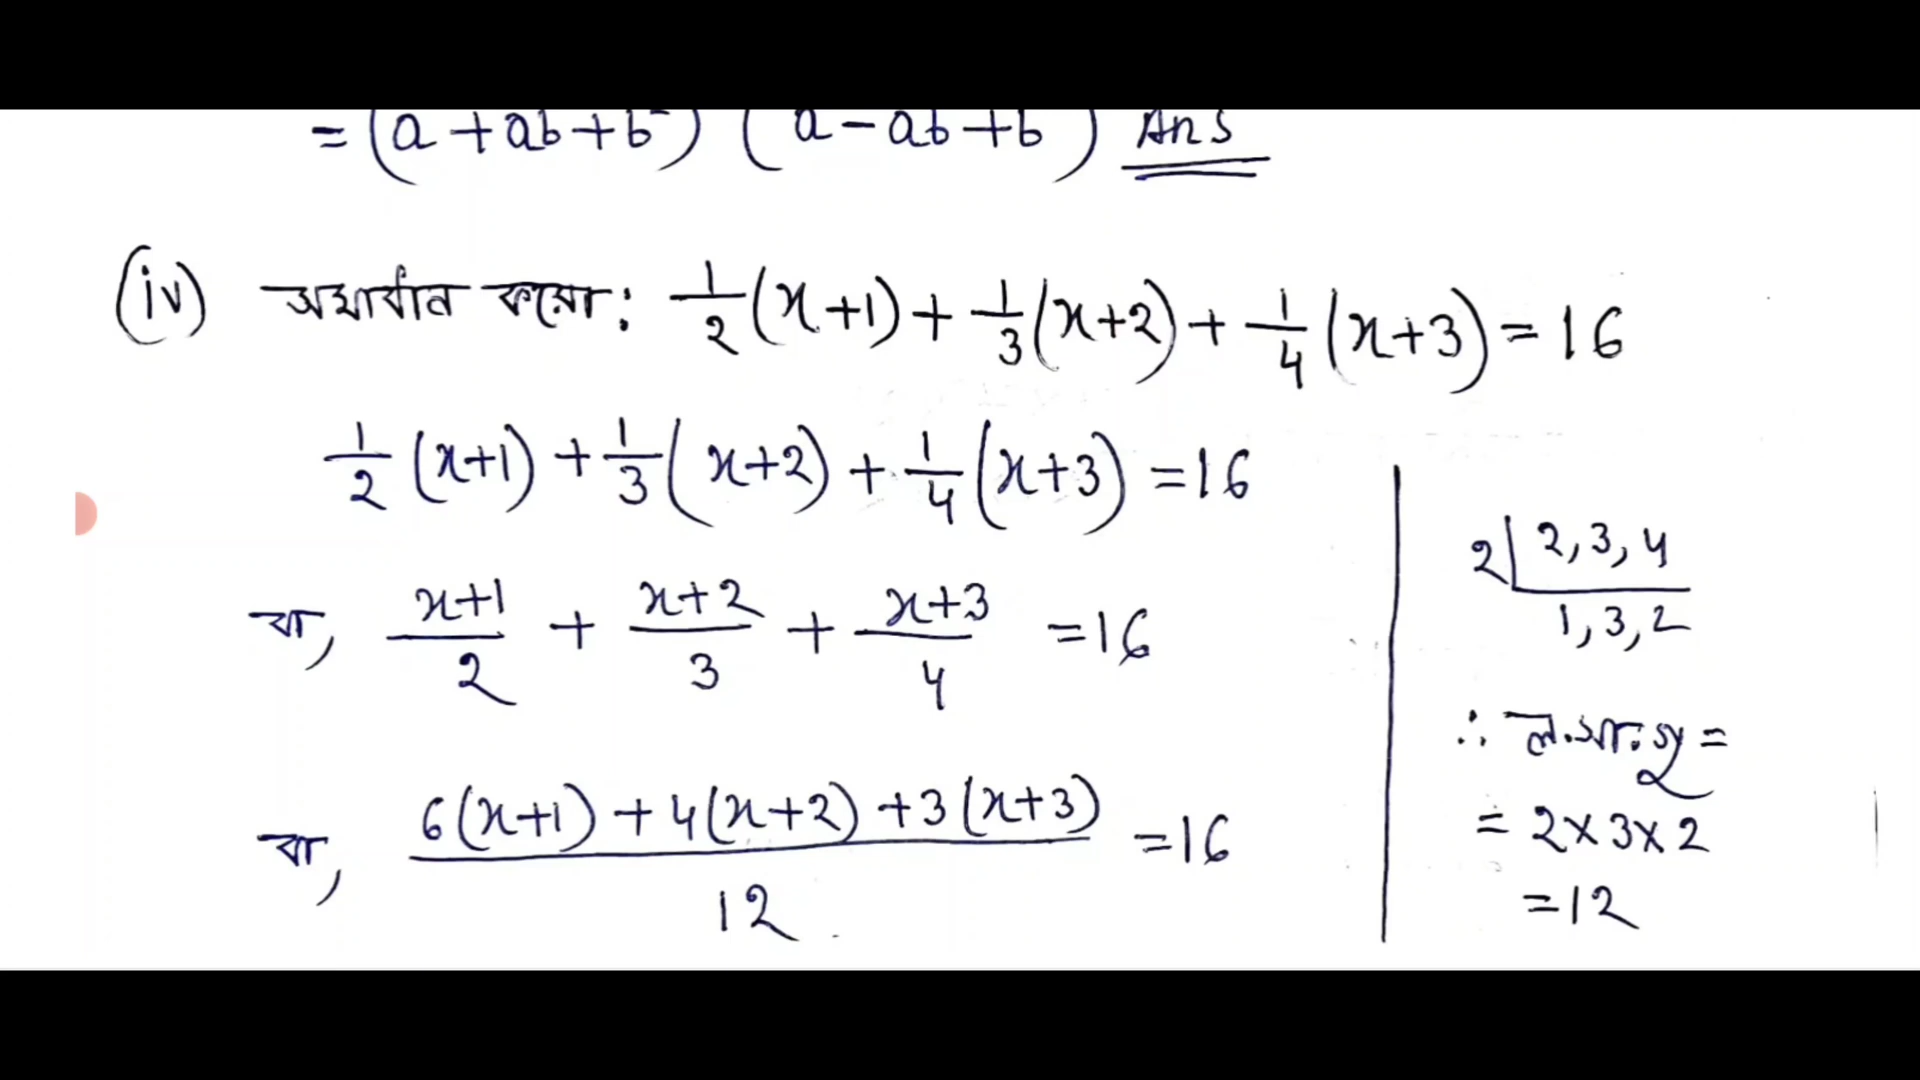 = (a + ab + b²) (a - ab + b) Ans
(iv) সমাধান করো: 1/2 (x+1) + 1/3 (x+2) + 1/4 (x+3) = 16
1/2 (x+1) + 1/3 (x+2) + 1/4 (x+3) = 16
বা, (x+1)/2 + (x+2)/3 + (x+3)/4 = 16
বা, (6(x+1) + 4(x+2) + 3(x+3))/12 = 16
2 | 2, 3, 4
1, 3, 2
∴ ল.সা.গু =
= 2 × 3 × 2
= 12